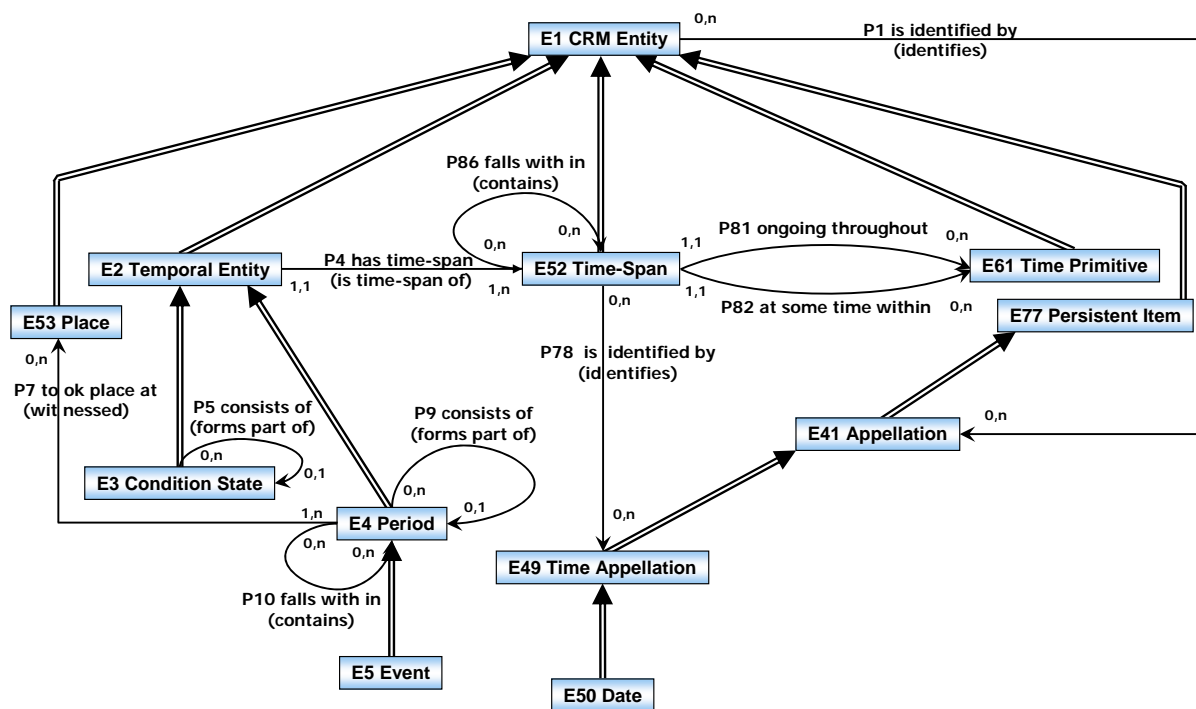 0,n
P1 is identified by
(identifies)
E1 CRM Entity
P86 falls with in
(contains)
0,n
0,n
1,1
P81 ongoing throughout
0,n
E2 Temporal Entity
P4 has time-span
(is time-span of)
E52 Time-Span
E61 Time Primitive
1,1
1,n
0,n
1,1
P82 at some time within
0,n
E53 Place
E77 Persistent Item
0,n
P78 is identified by
(identifies)
P7 to ok place at
(witnessed)
P5 consists of
(forms part of)
P9 consists of
(forms part of)
0,n
E41 Appellation
0,n
0,1
E3 Condition State
0,n
1,n
0,1
0,n
E4 Period
0,n
0,n
E49 Time Appellation
P10 falls with in
(contains)
E5 Event
E50 Date